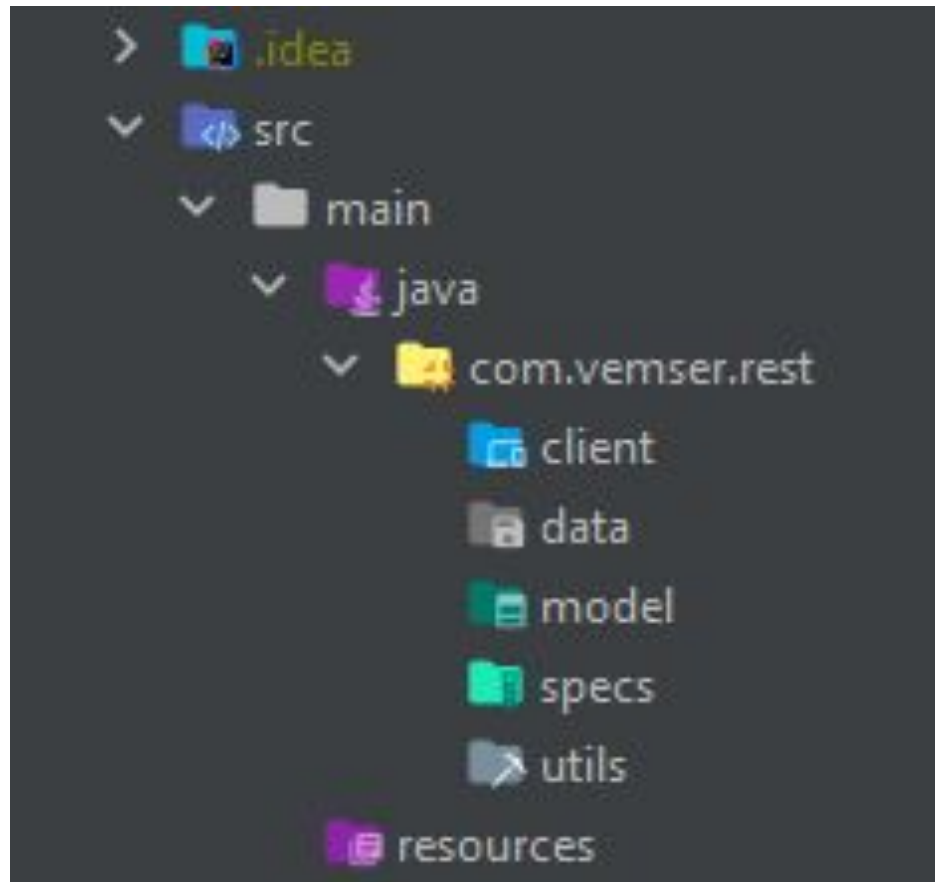 .idea
src
main
java
com.vemser.rest
client
data
model
specs
utils
resources